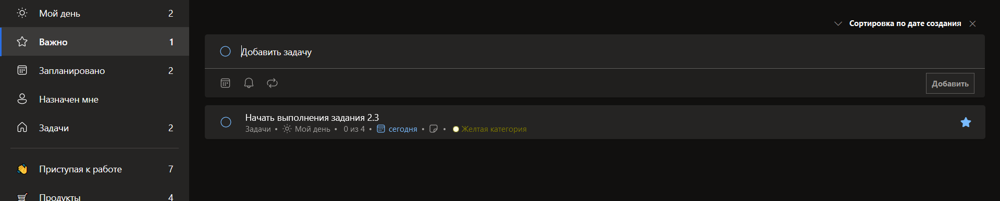 Мой день 2
Важно 1
Запланировано 2
Назначен мне
Задачи 2
Приступая к работе 7
Продукты 4
Сортировка по дате создания
Добавить задачу
Добавить
Начать выполнения задания 2.3
Задачи • Мой день • 0 из 4 • сегодня • • Желтая категория